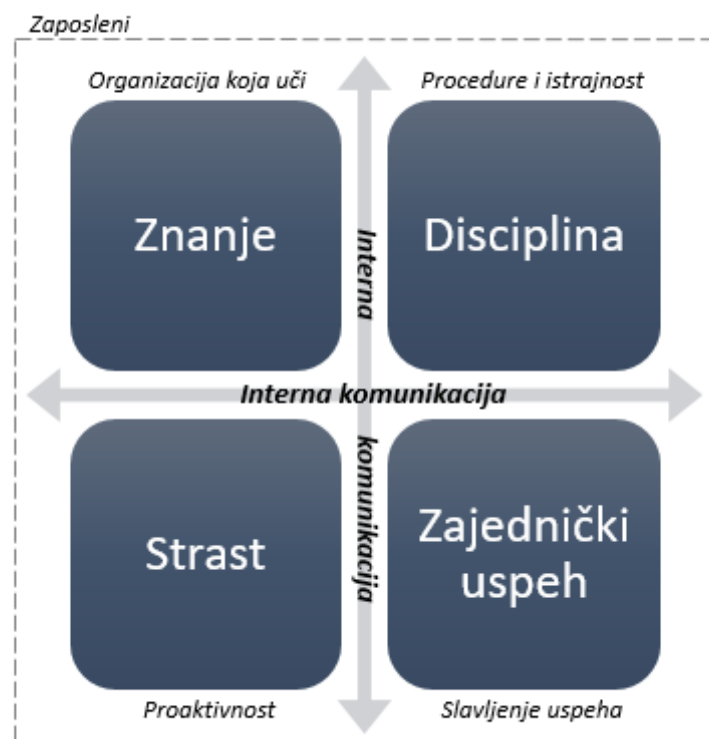 Zaposleni
Organizacija koja uči
Procedure i istrajnost
Znanje
Disciplina
Interna
Interna komunikacija
komunikacija
Strast
Zajednički
uspeh
Proaktivnost
Slavljenje uspeha